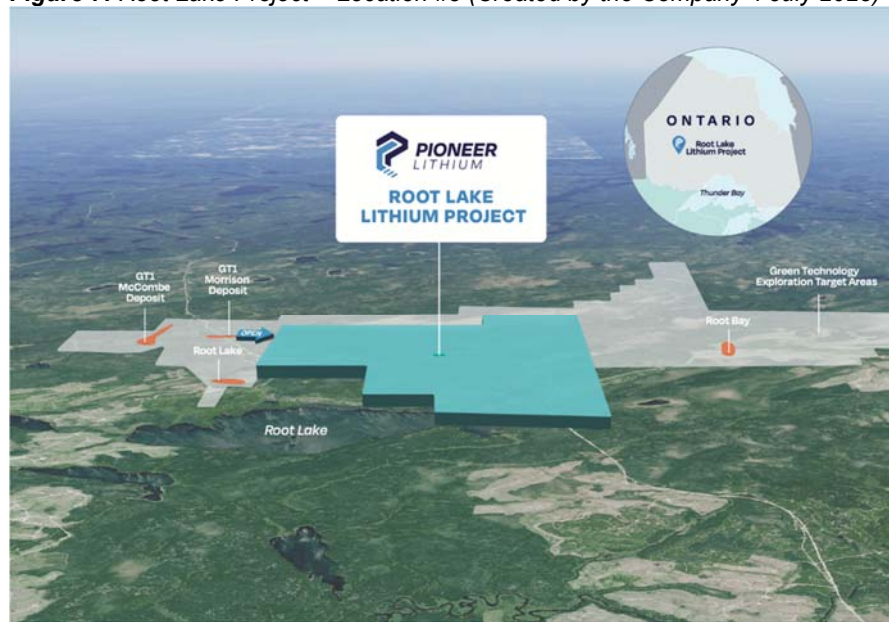 PIONEER
LITHIUM
ROOT LAKE
LITHIUM PROJECT
ONTARIO
Root Lake
Lithium Project
Thunder Bay
GT1
McCombe
Deposit
GT1
Morrison
Deposit
OPEN
Root Lake
Green Technology
Exploration Target Areas
Root Bay
Root Lake